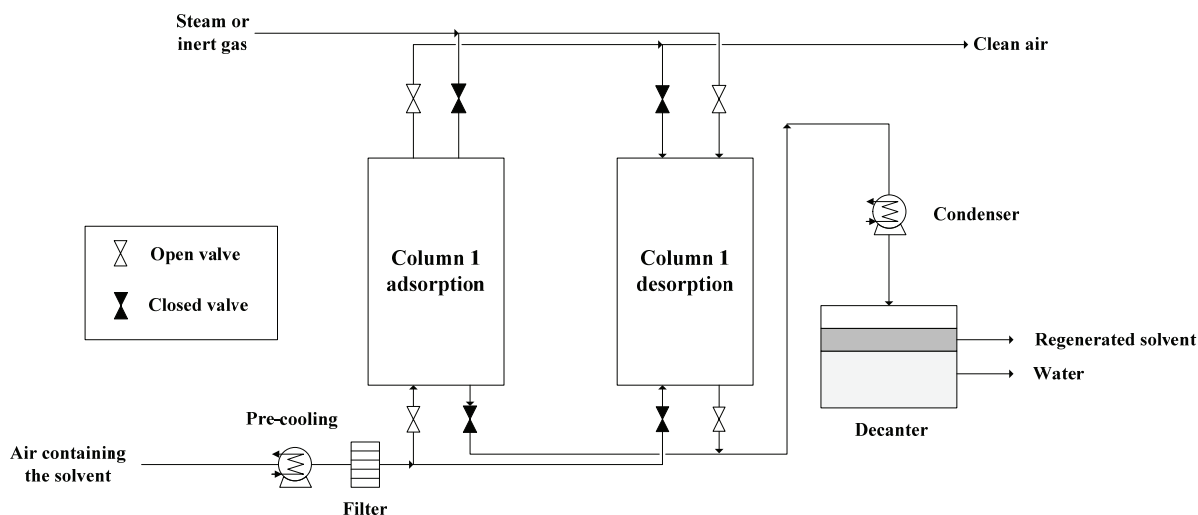 Steam or
inert gas
Clean air
Open valve
Closed valve
Column 1
adsorption
Column 1
desorption
Condenser
Regenerated solvent
Water
Decanter
Pre-cooling
Air containing
the solvent
Filter